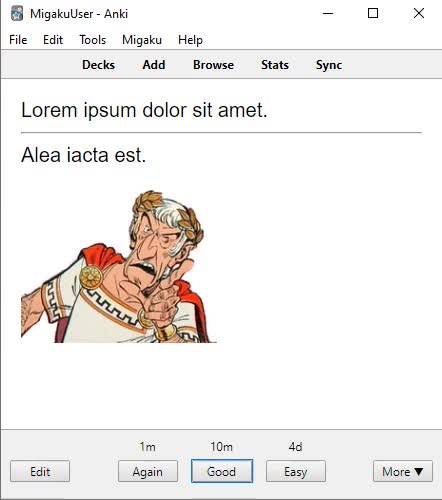 MigakuUser - Anki
File Edit Tools Migaku Help
Decks Add Browse Stats Sync
Lorem ipsum dolor sit amet.
Alea iacta est.
1m 10m 4d
Edit Again Good Easy More ▼